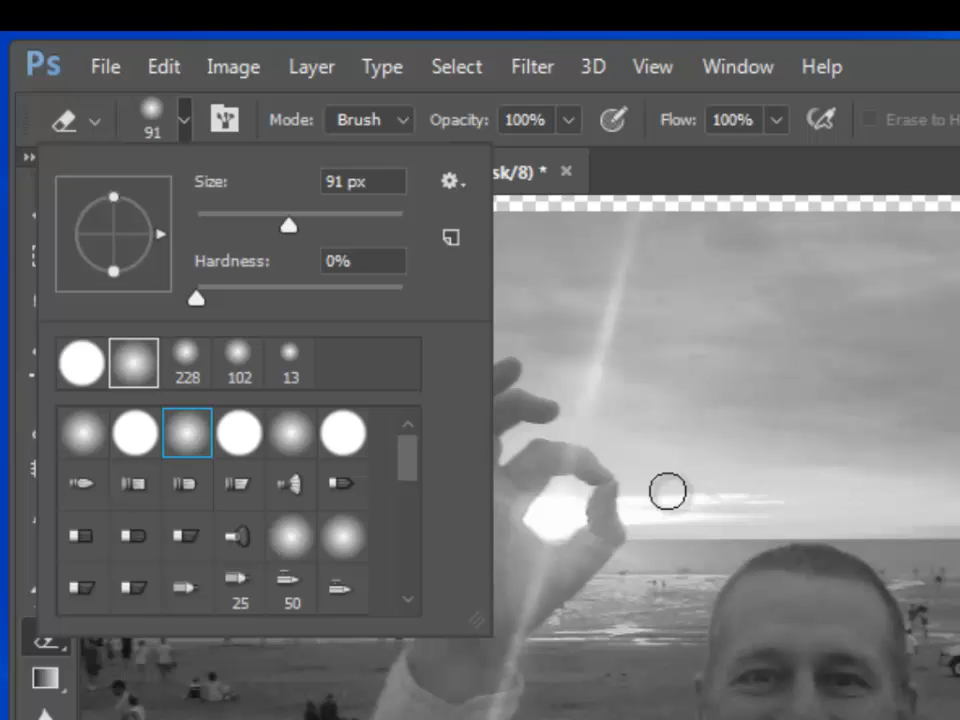 Ps File Edit Image Layer Type Select Filter 3D View Window Help
91 Mode: Brush Opacity: 100% Flow: 100% Erase to H
sk/8) *
Size: 91 px
Hardness: 0%
228 102 13
25 50